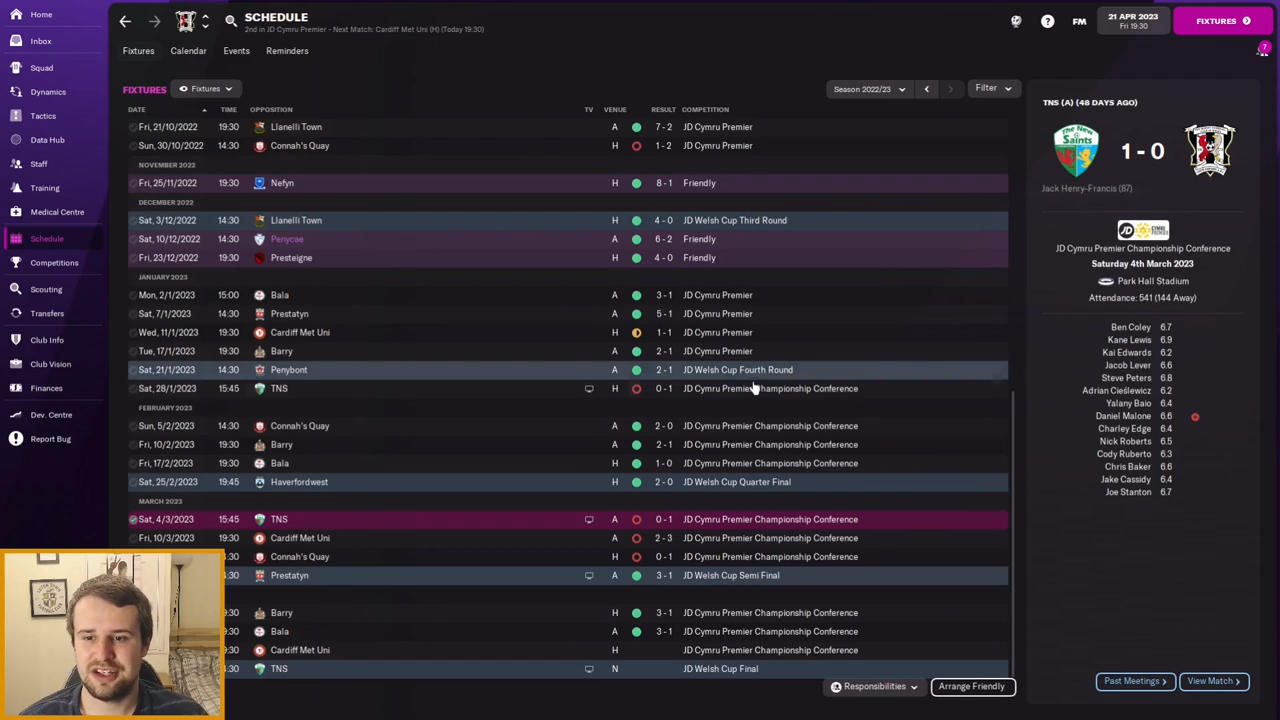 Home
Inbox
Squad
Dynamics
Tactics
Data Hub
Staff
Training
Medical Centre
Schedule
Competitions
Scouting
Transfers
Club Info
Club Vision
Finances
Dev. Centre
Report Bug
SCHEDULE
2nd in JD Cymru Premier - Next Match: Cardiff Met Uni (H) (Today 19:30)
? FM 21 APR 2023 Fri 19:30 FIXTURES
7
Fixtures Calendar Events Reminders
FIXTURES Fixtures Season 2022/23 Filter
DATE TIME OPPOSITION TV VENUE RESULT COMPETITION
Fri, 21/10/2022 19:30 Llanelli Town A 7 - 2 JD Cymru Premier
Sun, 30/10/2022 14:30 Connah's Quay H 1 - 2 JD Cymru Premier
NOVEMBER 2022
Fri, 25/11/2022 19:30 Nefyn H 8 - 1 Friendly
DECEMBER 2022
Sat, 3/12/2022 14:30 Llanelli Town H 4 - 0 JD Welsh Cup Third Round
Sat, 10/12/2022 14:30 Penycae A 6 - 2 Friendly
Fri, 23/12/2022 19:30 Presteigne H 4 - 0 Friendly
JANUARY 2023
Mon, 2/1/2023 15:00 Bala A 3 - 1 JD Cymru Premier
Sat, 7/1/2023 14:30 Prestatyn A 5 - 1 JD Cymru Premier
Wed, 11/1/2023 19:30 Cardiff Met Uni H 1 - 1 JD Cymru Premier
Tue, 17/1/2023 19:30 Barry A 2 - 1 JD Cymru Premier
Sat, 21/1/2023 14:30 Penybont A 2 - 1 JD Welsh Cup Fourth Round
Sat, 28/1/2023 15:45 TNS H 0 - 1 JD Cymru Premier Championship Conference
FEBRUARY 2023
Sun, 5/2/2023 14:30 Connah's Quay A 2 - 0 JD Cymru Premier Championship Conference
Fri, 10/2/2023 19:30 Barry A 2 - 1 JD Cymru Premier Championship Conference
Fri, 17/2/2023 19:30 Bala H 1 - 0 JD Cymru Premier Championship Conference
Sat, 25/2/2023 19:45 Haverfordwest H 2 - 0 JD Welsh Cup Quarter Final
MARCH 2023
Sat, 4/3/2023 15:45 TNS A 0 - 1 JD Cymru Premier Championship Conference
Fri, 10/3/2023 19:30 Cardiff Met Uni A 2 - 3 JD Cymru Premier Championship Conference
Connah's Quay H 0 - 1 JD Cymru Premier Championship Conference
Prestatyn A 3 - 1 JD Welsh Cup Semi Final
Barry H 3 - 1 JD Cymru Premier Championship Conference
Bala A 3 - 1 JD Cymru Premier Championship Conference
Cardiff Met Uni H JD Cymru Premier Championship Conference
TNS N JD Welsh Cup Final
Responsibilities Arrange Friendly
TNS (A) (48 DAYS AGO)
1 - 0
Jack Henry-Francis (87)
JD Cymru Premier Championship Conference
Saturday 4th March 2023
Park Hall Stadium
Attendance: 541 (144 Away)
Ben Coley 6.7
Kane Lewis 6.9
Kai Edwards 6.2
Jacob Lever 6.6
Steve Peters 6.8
Adrian Cieślewicz 6.2
Yalany Baio 6.4
Daniel Malone 6.6
Charley Edge 6.4
Nick Roberts 6.5
Cody Ruberto 6.3
Chris Baker 6.6
Jake Cassidy 6.4
Joe Stanton 6.7
Past Meetings View Match